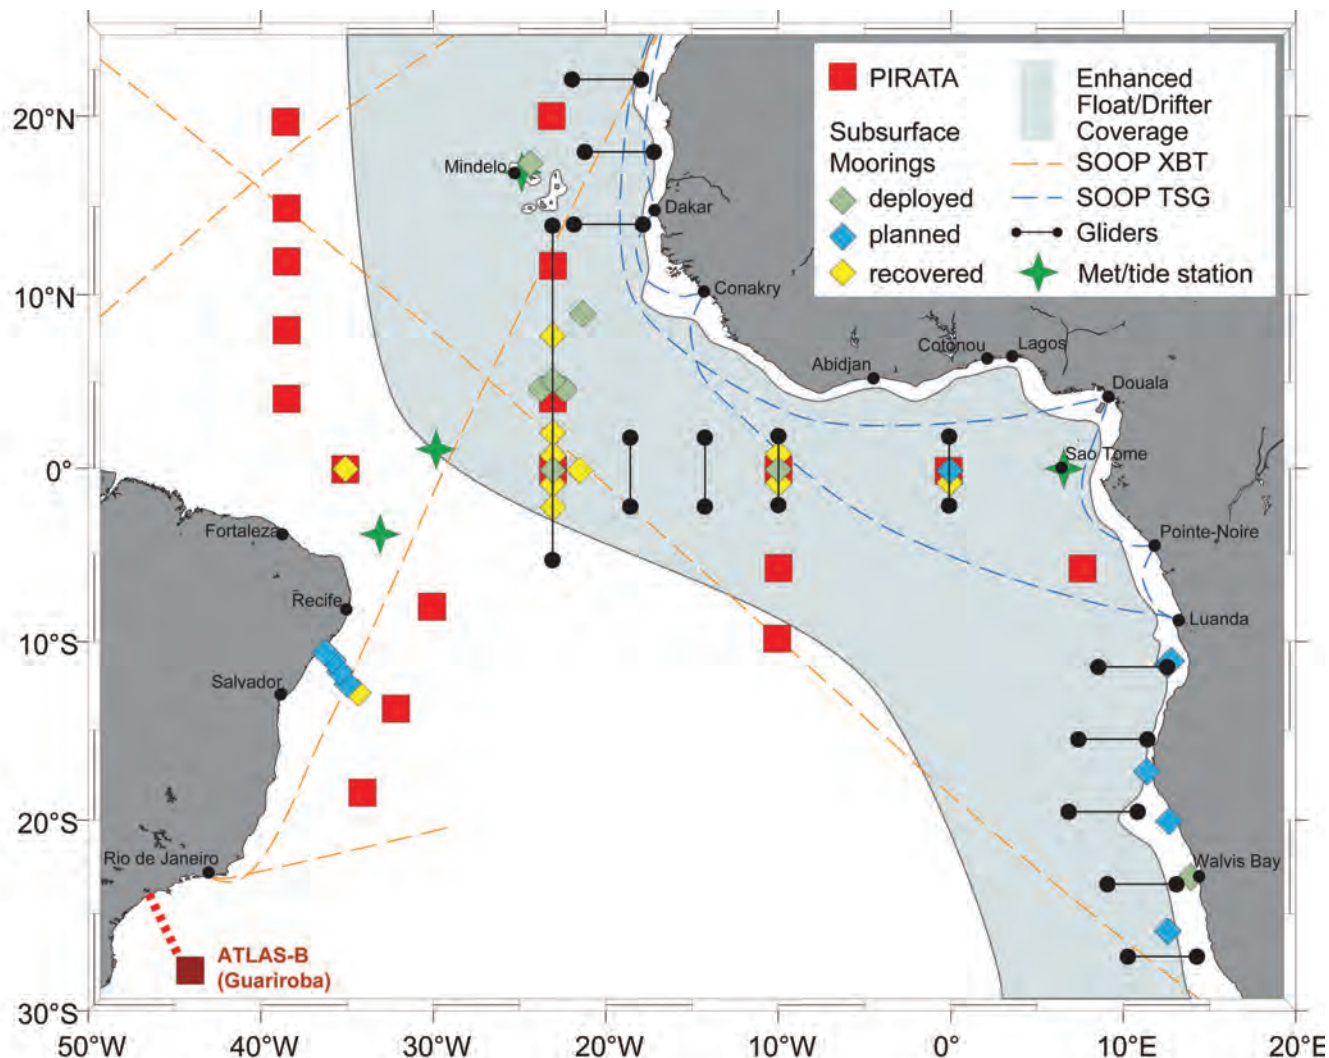 PIRATA
Subsurface
Moorings
deployed
planned
recovered
Enhanced
Float/Drifter
Coverage
SOOP XBT
SOOP TSG
Gliders
Met/tide station
20°N
10°N
0°
10°S
20°S
30°S
50°W
40°W
30°W
20°W
10°W
0°
10°E
20°E
Mindelo
Dakar
Conakry
Abidjan
Cotonou
Lagos
Douala
Sao Tome
Pointe-Noire
Luanda
Walvis Bay
Fortaleza
Recife
Salvador
Rio de Janeiro
ATLAS-B
(Guariroba)